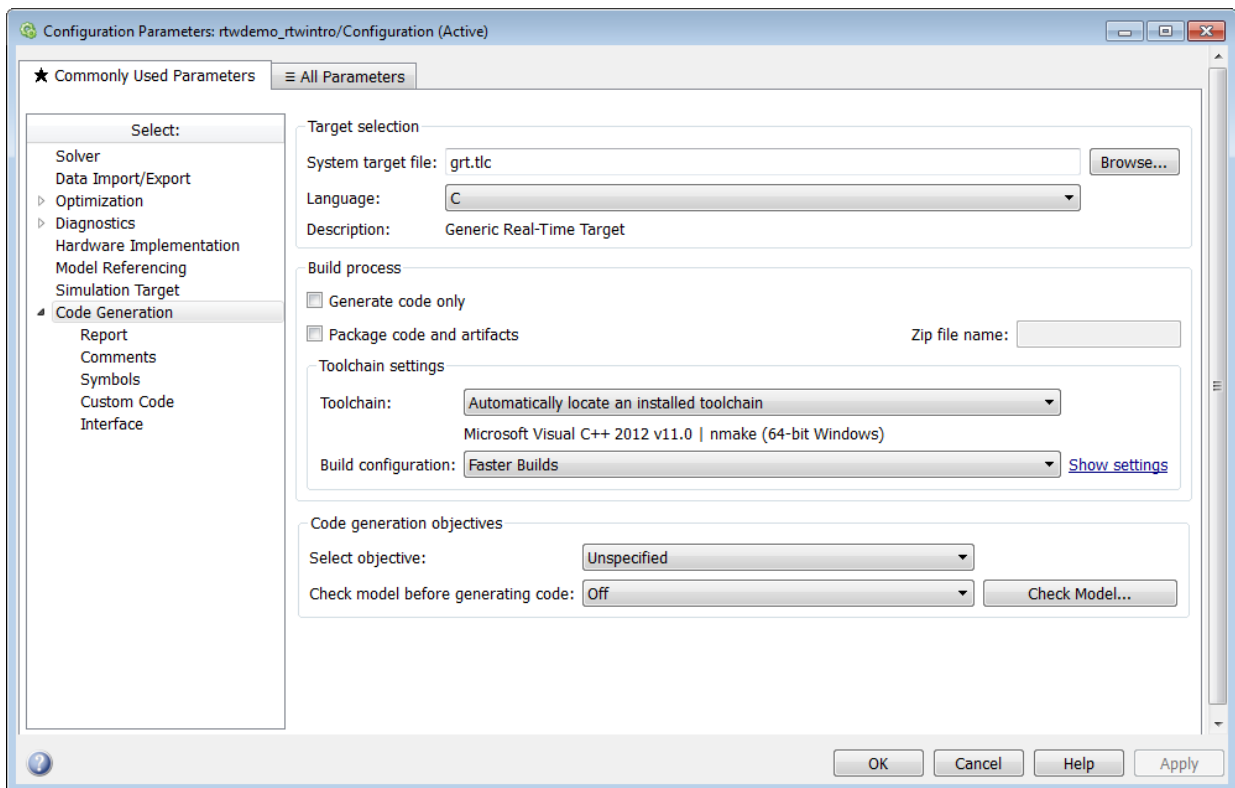 Configuration Parameters: rtwdemo_rtwintro/Configuration (Active)
★ Commonly Used Parameters
≡ All Parameters
Select:
Solver
Data Import/Export
Optimization
Diagnostics
Hardware Implementation
Model Referencing
Simulation Target
Code Generation
Report
Comments
Symbols
Custom Code
Interface
Target selection
System target file: grt.tlc Browse...
Language: C
Description: Generic Real-Time Target
Build process
Generate code only
Package code and artifacts Zip file name:
Toolchain settings
Toolchain: Automatically locate an installed toolchain
Microsoft Visual C++ 2012 v11.0 | nmake (64-bit Windows)
Build configuration: Faster Builds Show settings
Code generation objectives
Select objective: Unspecified
Check model before generating code: Off Check Model...
OK Cancel Help Apply